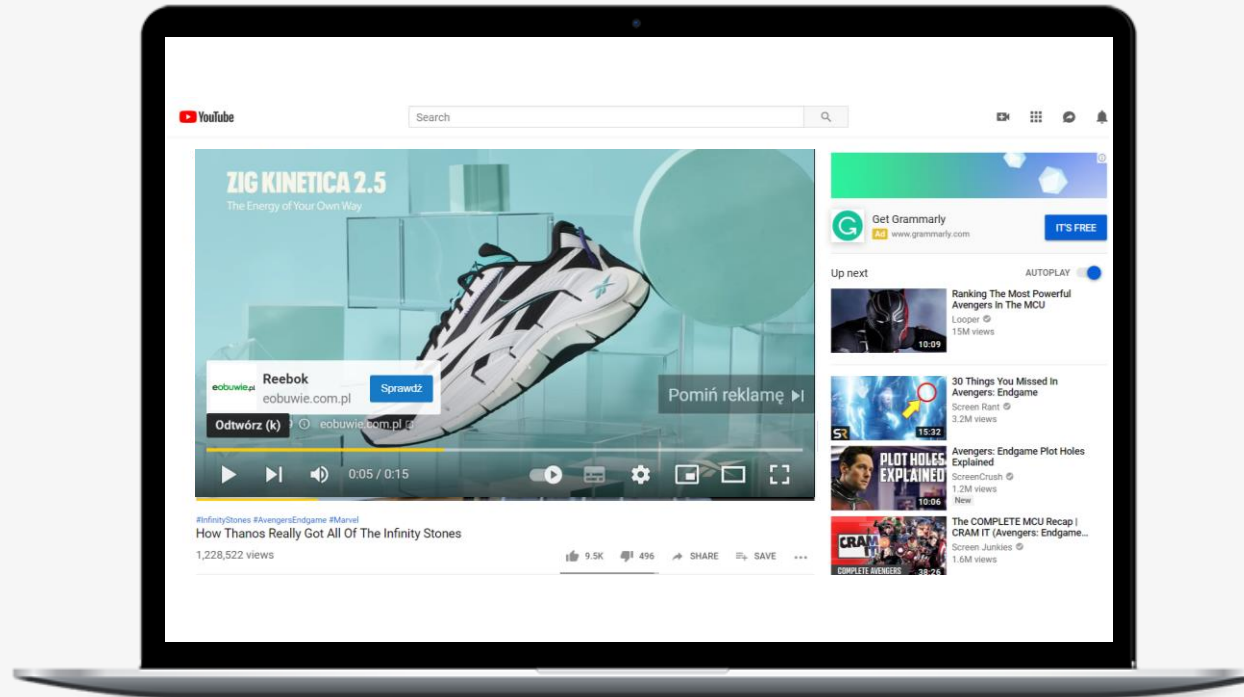 YouTube
Search
ZIG KINETICA 2.5
The Energy of Your Own Way
eobuwie.pl
Reebok
eobuwie.com.pl
Sprawdź
Pomiń reklamę
Odtwórz (k)
eobuwie.com.pl
0:05 / 0:15
#InfinityStones #AvengersEndgame #Marvel
How Thanos Really Got All Of The Infinity Stones
1,228,522 views
9.5K
496
SHARE
SAVE
Get Grammarly
Ad www.grammarly.com
IT'S FREE
Up next
AUTOPLAY
10:09
Ranking The Most Powerful
Avengers In The MCU
Looper
15M views
SR
15:32
30 Things You Missed In
Avengers: Endgame
Screen Rant
3.2M views
PLOT HOLES
EXPLAINED
10:06
Avengers: Endgame Plot Holes
Explained
ScreenCrush
1.2M views
New
CRAM
IT!
COMPLETE AVENGERS
38:26
The COMPLETE MCU Recap |
CRAM IT (Avengers: Endgame...
Screen Junkies
1.6M views